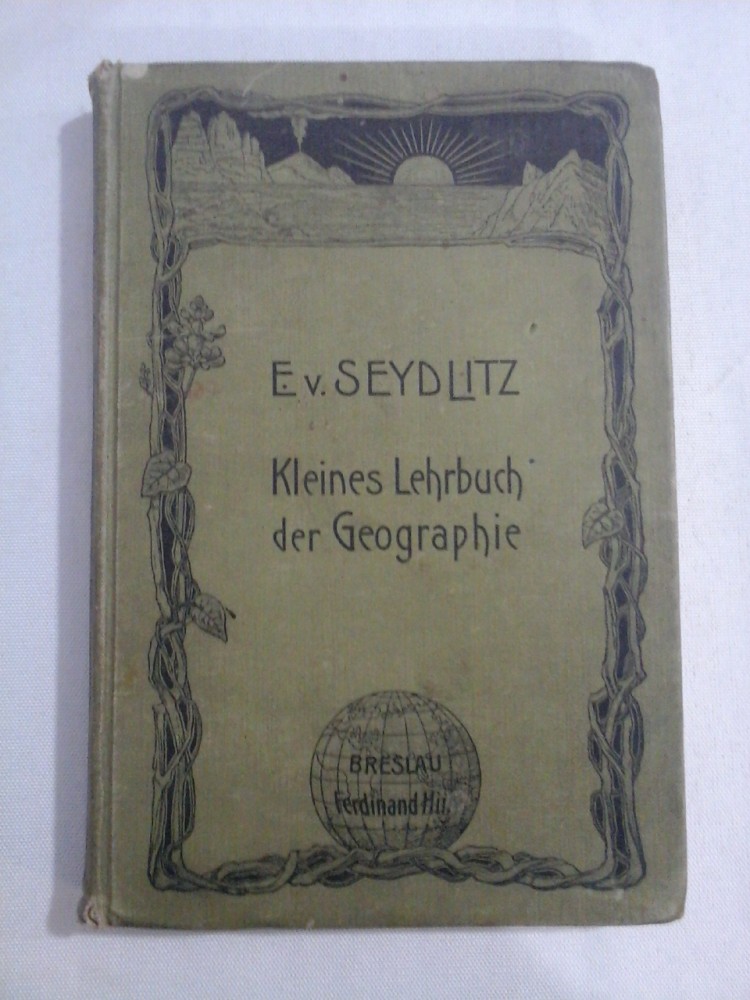 E. v. SEYDLITZ
Kleines Lehrbuch
der Geographie
BRESLAU
Ferdinand Hirt